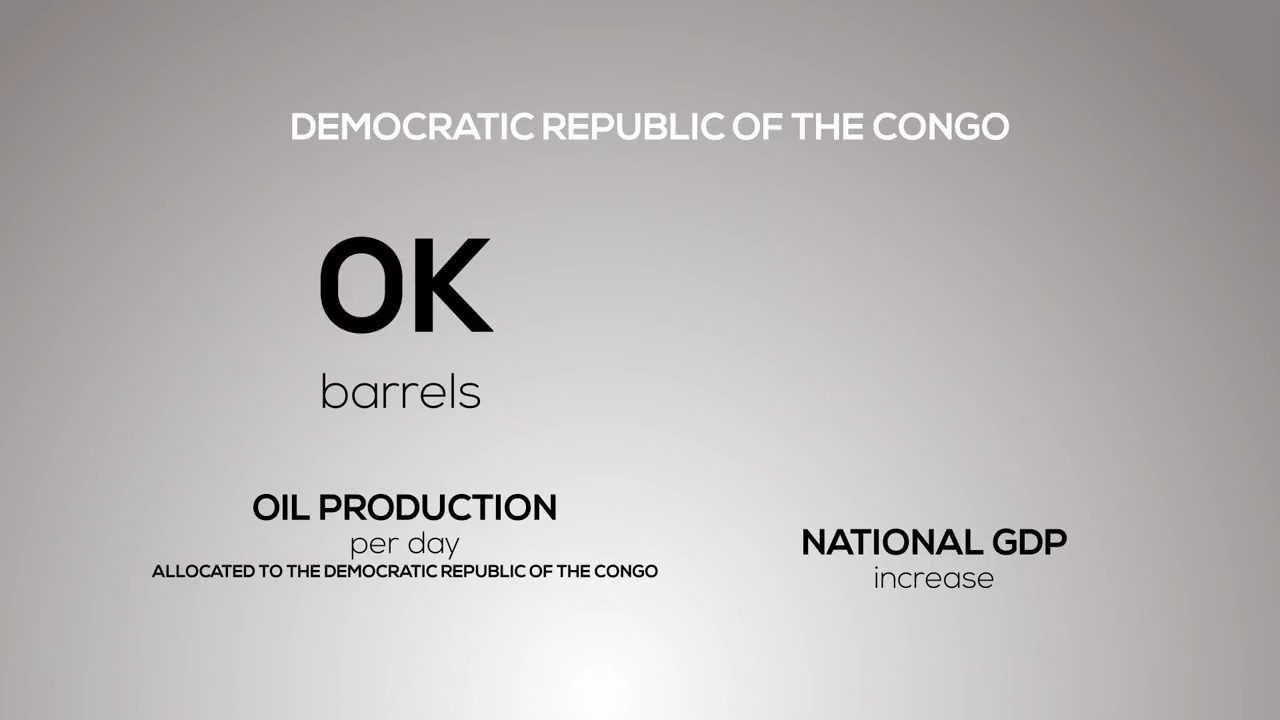 DEMOCRATIC REPUBLIC OF THE CONGO
0K
barrels
OIL PRODUCTION
per day
ALLOCATED TO THE DEMOCRATIC REPUBLIC OF THE CONGO
NATIONAL GDP
increase